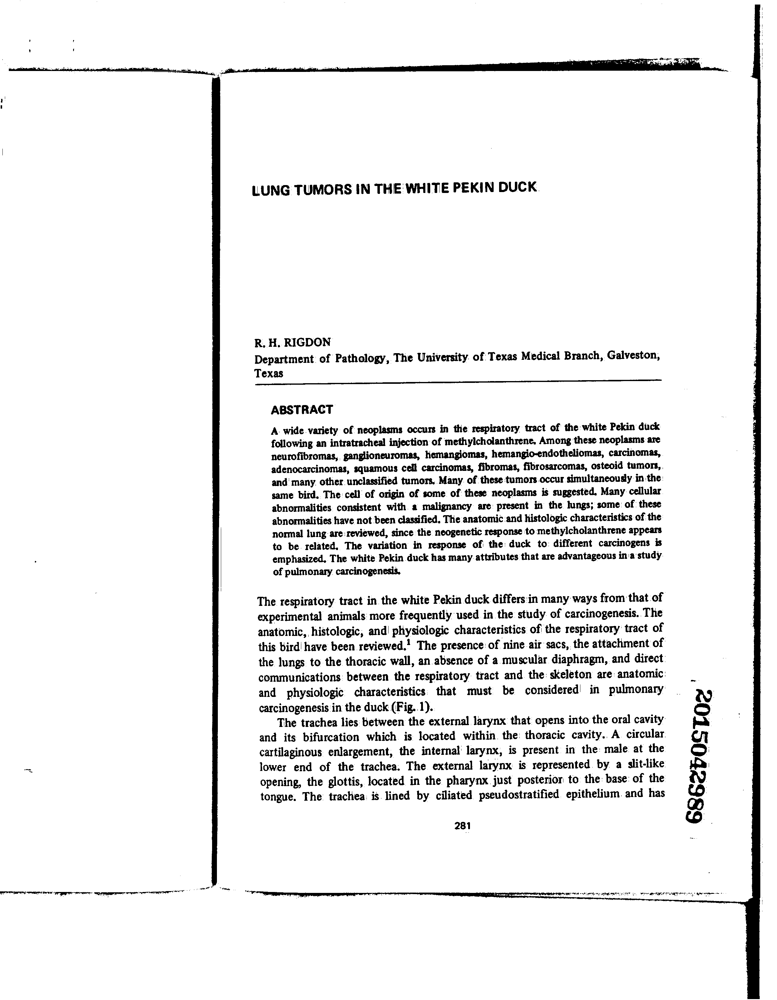 LUNG TUMORS IN THE WHITE PEKIN DUCK
R. H. RIGDON
Department of Pathology, The University of Texas Medical Branch, Galveston,
Texas
ABSTRACT
A wide variety of neoplasms occurs in the respiratory tract of the white Pekin duck
following an intratracheal injection of methylcholanthrene. Among these neoplasms are
neurofibromas, ganglioneuromas, hemangiomas, hemangio-endotheliomas, carcinomas,
adenocarcinomas, squamous cell carcinomas, fibromas, fibrosarcomas, osteoid tumors,
and many other unclassified tumors. Many of these tumors occur simultaneously in the
same bird. The cell of origin of some of these neoplasms is suggested. Many cellular
abnormalities consistent with a malignancy are present in the lungs; some of these
abnormalities have not been classified. The anatomic and histologic characteristics of the
normal lung are reviewed, since the neogenetic response to methylcholanthrene appears
to be related. The variation in response of the duck to different carcinogens is
emphasized. The white Pekin duck has many attributes that are advantageous in a study
of pulmonary carcinogenesis.
The respiratory tract in the white Pekin duck differs in many ways from that of
experimental animals more frequently used in the study of carcinogenesis. The
anatomic, histologic, and physiologic characteristics of the respiratory tract of
this bird have been reviewed.¹ The presence of nine air sacs, the attachment of
the lungs to the thoracic wall, an absence of a muscular diaphragm, and direct
communications between the respiratory tract and the skeleton are anatomic
and physiologic characteristics that must be considered in pulmonary
carcinogenesis in the duck (Fig. 1).
The trachea lies between the external larynx that opens into the oral cavity
and its bifurcation which is located within the thoracic cavity. A circular
cartilaginous enlargement, the internal larynx, is present in the male at the
lower end of the trachea. The external larynx is represented by a slit-like
opening, the glottis, located in the pharynx just posterior to the base of the
tongue. The trachea is lined by ciliated pseudostratified epithelium and has
281
2015042989